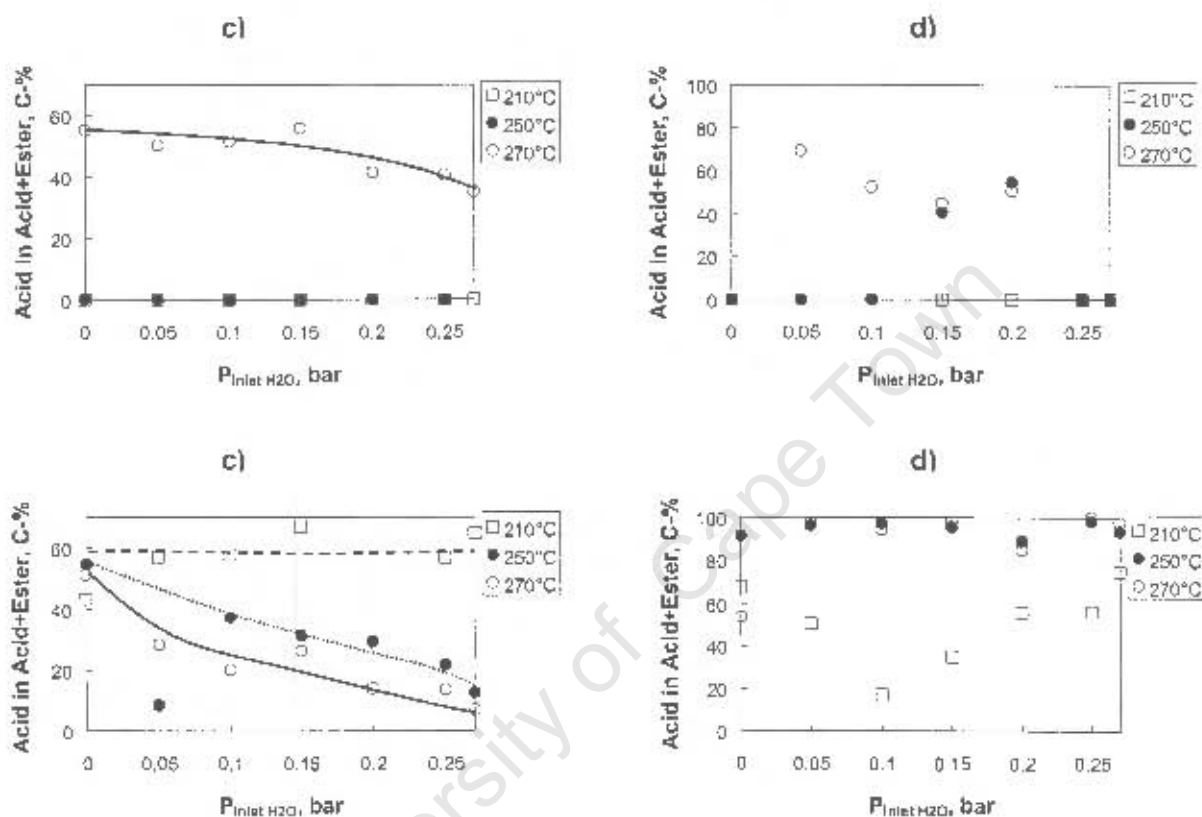 c)
Acid in Acid+Ester, C-%
60
40
20
0
0
0.05
0.1
0.15
0.2
0.25
P Inlet H2O, bar
210°C
250°C
270°C
d)
Acid in Acid+Ester, C-%
100
80
60
40
20
0
0
0.05
0.1
0.15
0.2
0.25
P Inlet H2O, bar
210°C
250°C
270°C
c)
Acid in Acid+Ester, C-%
60
40
20
0
0
0,05
0,1
0.15
0.2
0.25
P Inlet H2O, bar
210°C
250°C
270°C
d)
Acid in Acid+Ester, C-%
100
80
60
40
20
0
0
0.05
0.1
0.15
0,2
0.25
P Inlet H2O, bar
210°C
250°C
270°C
ersity of Cape Town